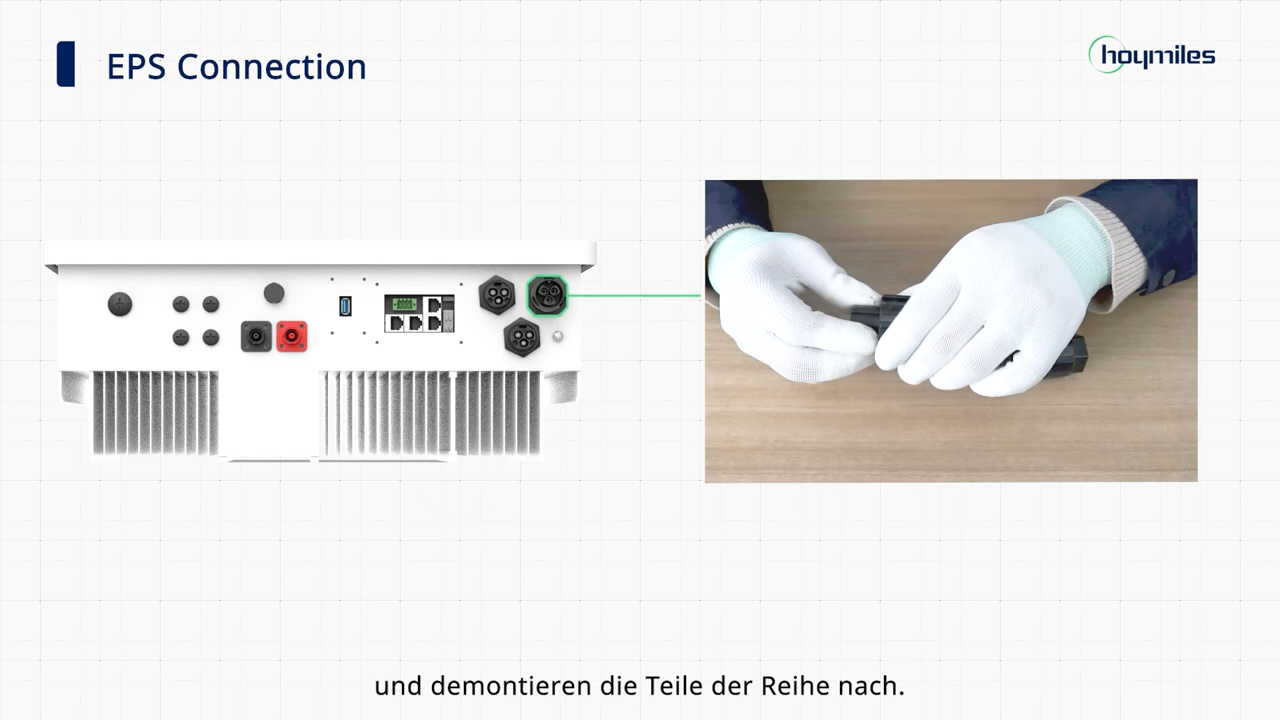 EPS Connection
hoymiles
und demontieren die Teile der Reihe nach.